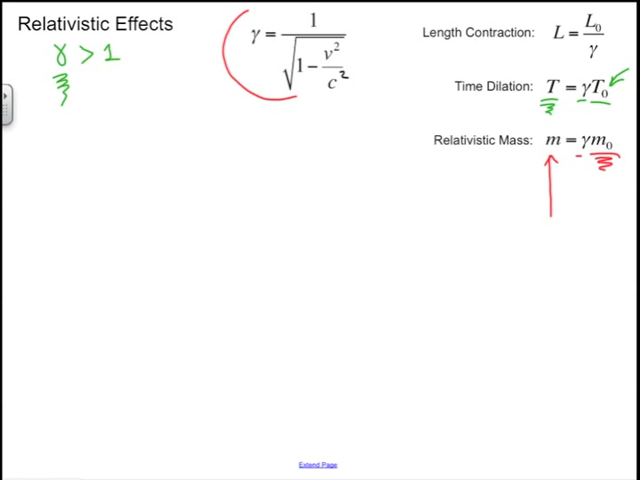 Relativistic Effects
γ > 1
γ = 1 / √(1 − v² / c²)
Length Contraction: L = L₀ / γ
Time Dilation: T = γT₀
Relativistic Mass: m = γm₀
Extend Page